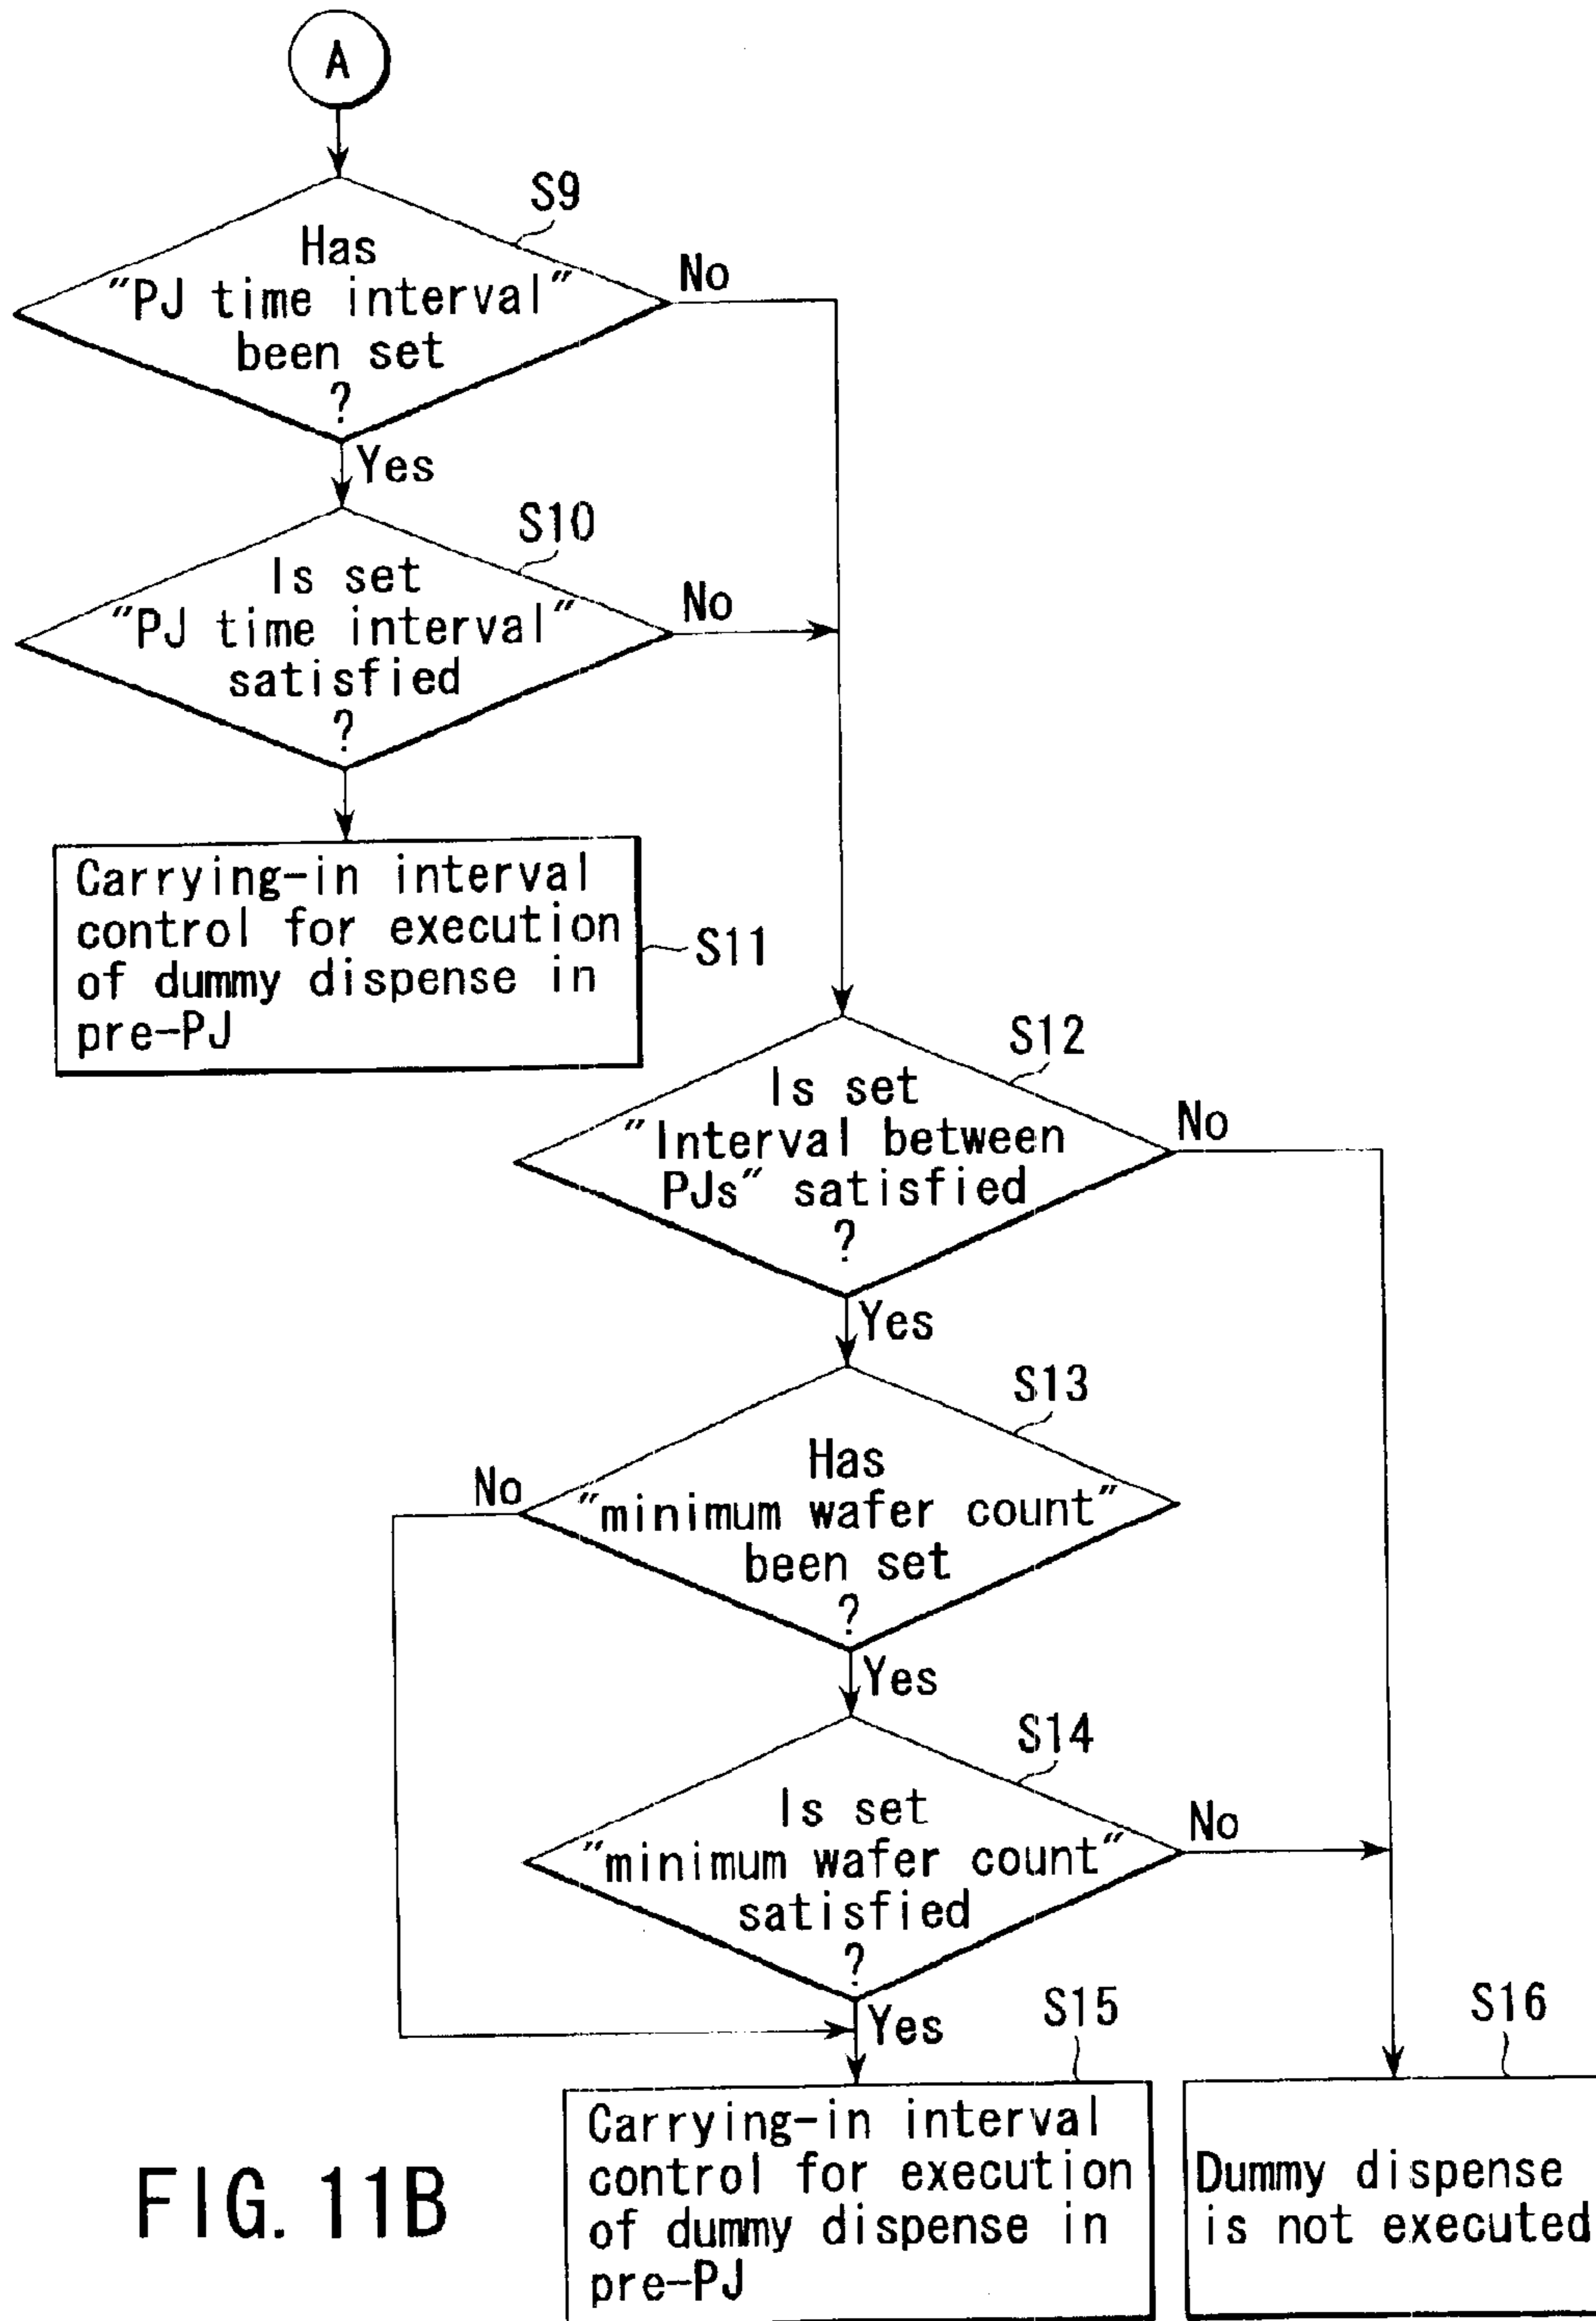 A
S9
Has
"PJ time interval"
been set
?
No
Yes
S10
Is set
"PJ time interval"
satisfied
?
No
Carrying-in interval
control for execution
of dummy dispense in
pre-PJ
S11
S12
Is set
"Interval between
PJs" satisfied
?
No
Yes
S13
Has
"minimum wafer count"
been set
?
No
Yes
S14
Is set
"minimum wafer count"
satisfied
?
No
Yes
S15
Carrying-in interval
control for execution
of dummy dispense in
pre-PJ
S16
Dummy dispense
is not executed
FIG. 11B